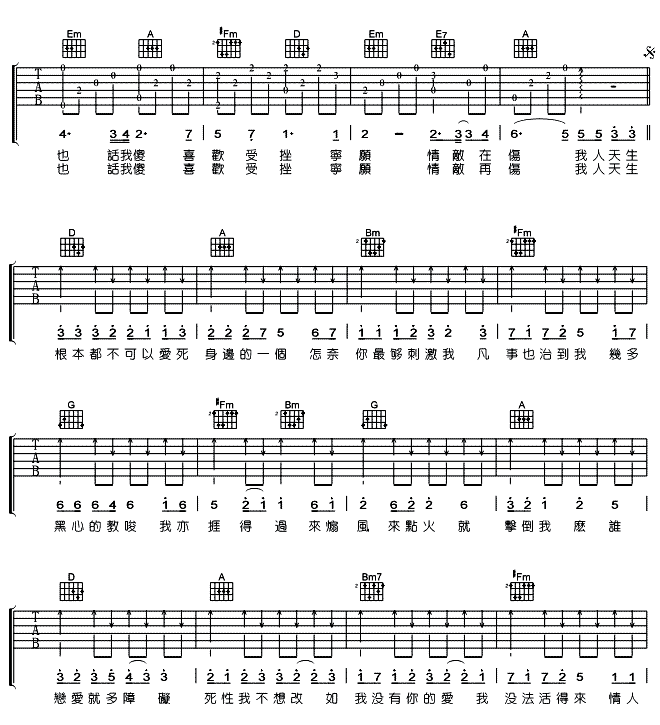 Em A #Fm D Em E7 A
4· 3 4 2· 7 | 5 7 1· 1 | 2 – 2· 3 3 4 | 6· 5 5 5 3 3
也 話我傻 喜 歡 受 挫 寧 願 情 敵 在 傷 我人天生
也 話我傻 喜 歡 受 挫 寧 願 情 敵 再 傷 我人天生
D A Bm #Fm
3 3 3 2 2 1 1 3 | 2 2 2 7 5 6 7 | 1 1 1 3 2 3 | 7 1 7 2 5 1 7
根本都不可以愛死 身邊的一個 怎奈 你最够刺激我 凡 事也治到我 幾多
G #Fm Bm G A
6 6 6 4 6 1 6 | 5 2 1 1 6 1 | 2 6 2 2 6 | 3 2 1 2 5
黑心的教唆 我亦 捱 得 過 來煽 風 來點火 就 擊倒我 麽 誰
D A Bm7 #Fm
3 2 3 5 4 3 3 | 2 1 2 3 2 2 3 | 1 7 1 2 3 2 2 1 | 7 1 7 2 5 1 1
戀愛就多障 礙 死性我不想改 如 我没有你的愛 我 没法活得來 情人